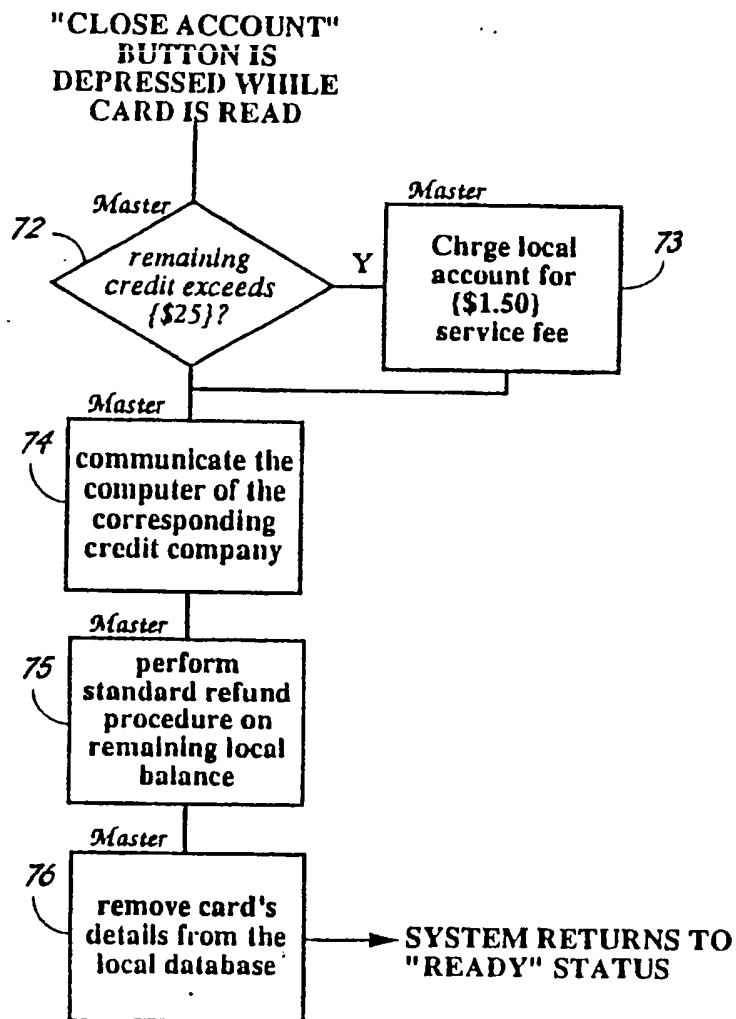 "CLOSE ACCOUNT"
BUTTON IS
DEPRESSED WHILE
CARD IS READ
Master
72
remaining
credit exceeds
{$25}?
Y
Master
73
Chrge local
account for
{$1.50}
service fee
Master
74
communicate the
computer of the
corresponding
credit company
Master
75
perform
standard refund
procedure on
remaining local
balance
Master
76
remove card's
details from the
local database
SYSTEM RETURNS TO
"READY" STATUS